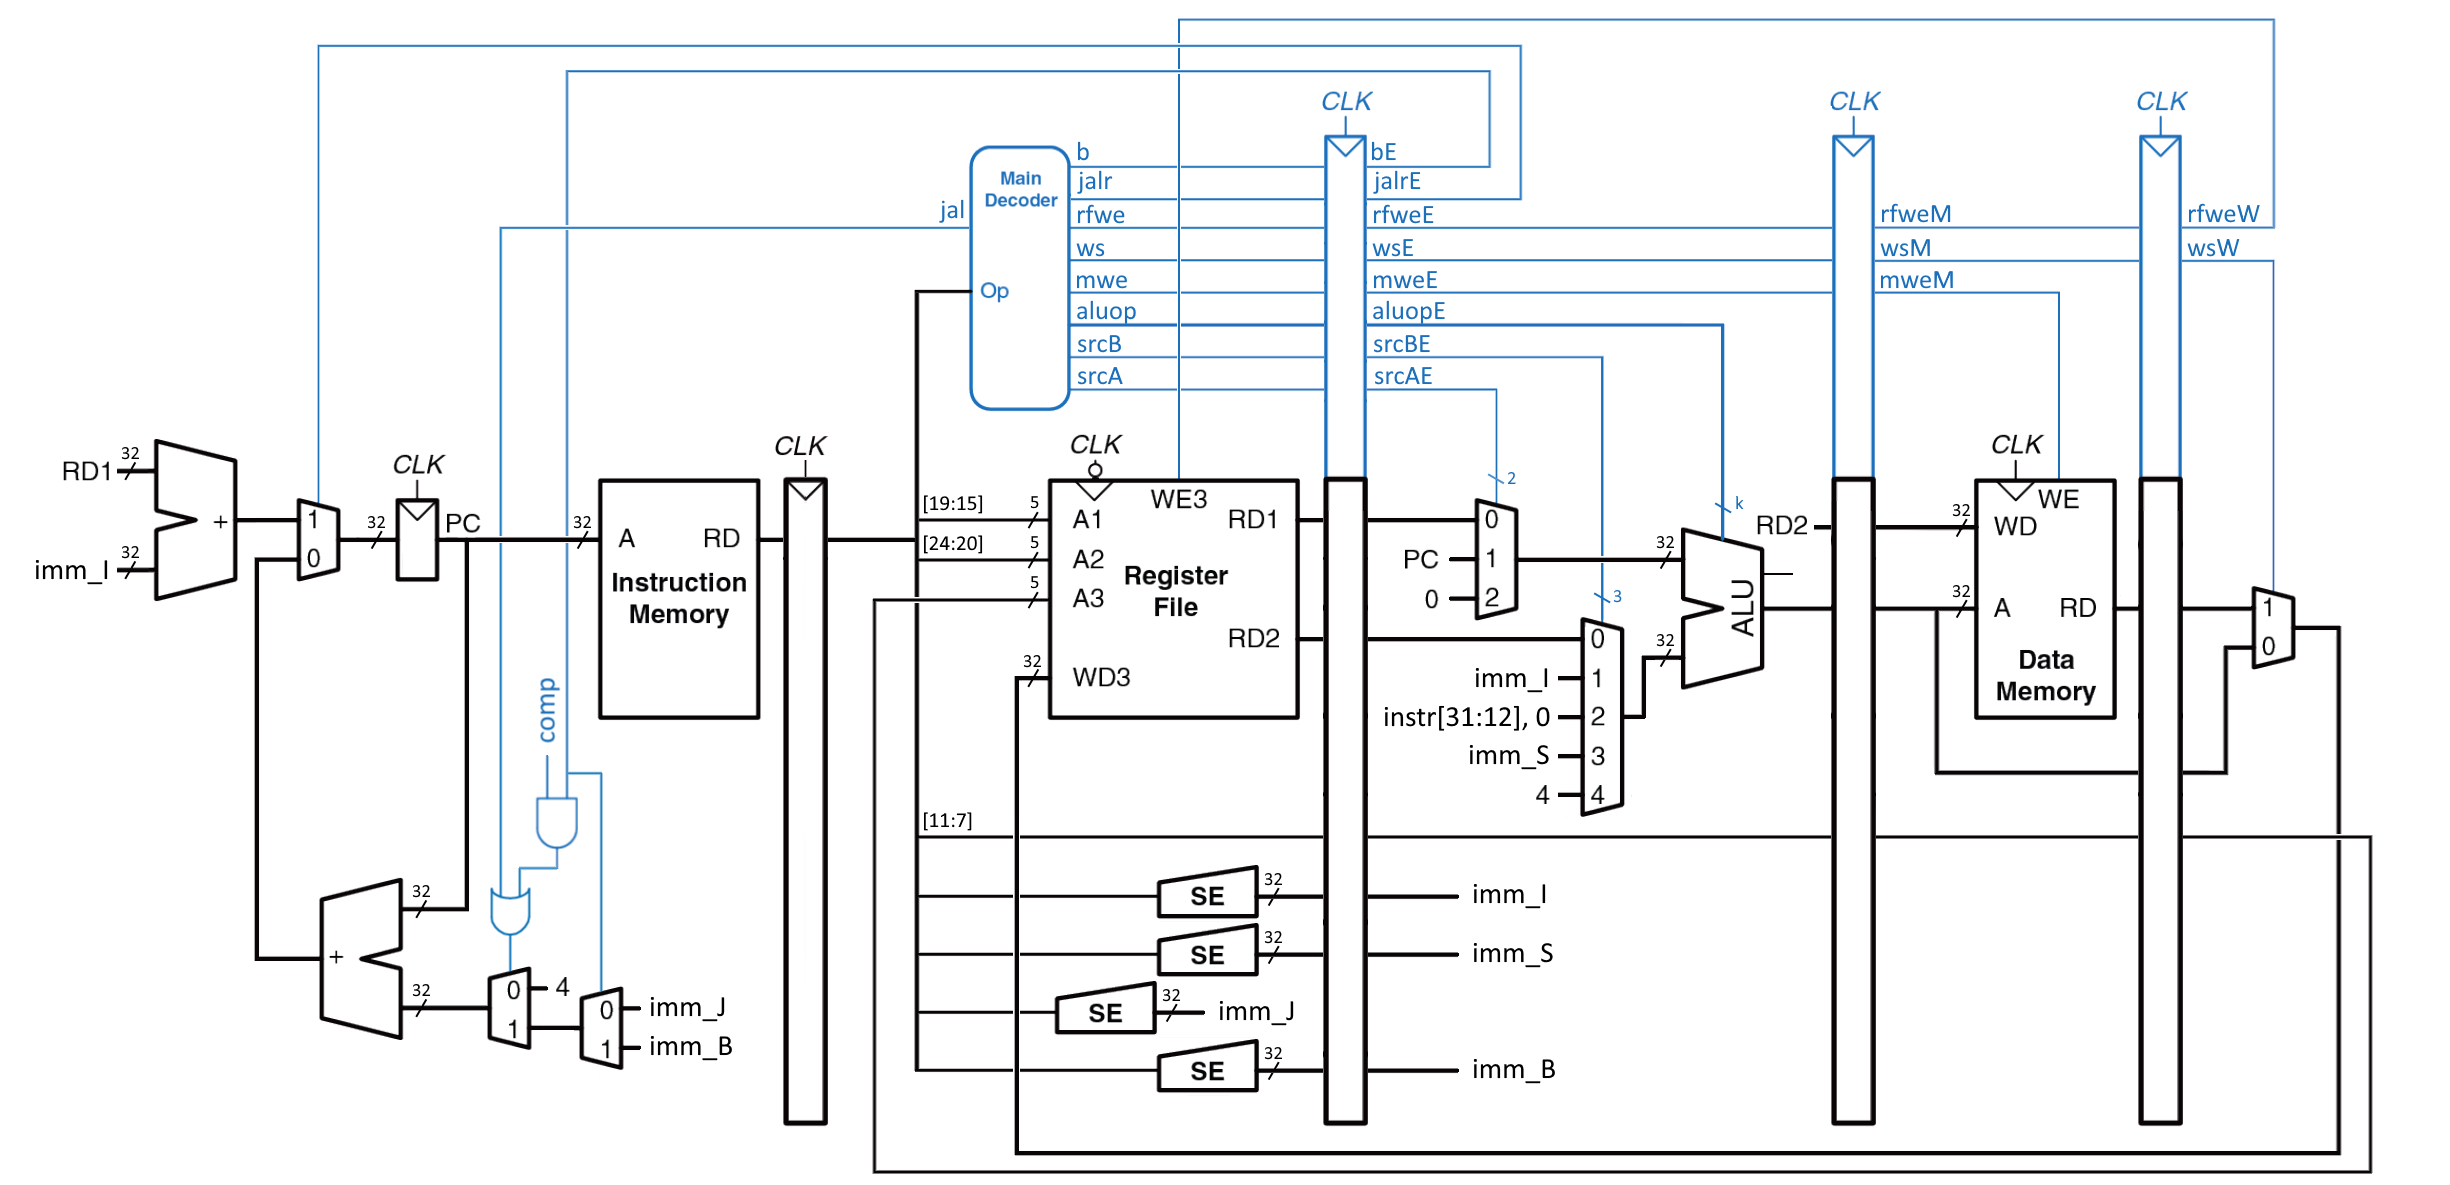 CLK
CLK
CLK
b
bE
Main
Decoder
jalr
jalrE
jal
rfwe
rfweE
rfweM
rfweW
ws
wsE
wsM
wsW
mwe
mweE
mweM
Op
aluop
aluopE
srcB
srcBE
srcA
srcAE
CLK
CLK
CLK
CLK
RD1
32
2
k
[19:15]
5
A1
WE3
RD1
0
RD2
32
WD
WE
+
1
32
PC
32
A
RD
[24:20]
5
A2
PC
1
32
imm_I
32
0
Instruction
Memory
Register
File
5
A3
0
2
3
ALU
32
A
RD
1
RD2
0
32
WD3
imm_I
1
32
Data
Memory
0
comp
instr[31:12], 0
2
imm_S
3
4
4
[11:7]
32
SE
32
imm_I
+
SE
32
imm_S
32
0
4
0
imm_J
SE
32
imm_J
1
1
imm_B
SE
32
imm_B